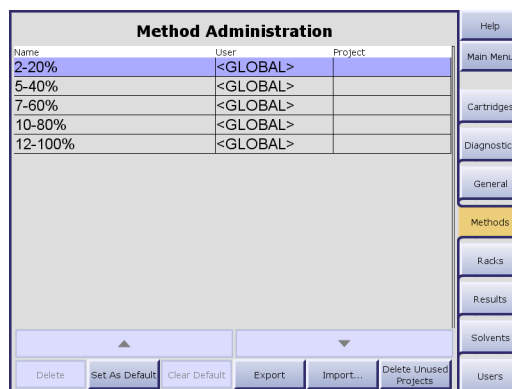 Method Administration
Name User Project
2-20% <GLOBAL>
5-40% <GLOBAL>
7-60% <GLOBAL>
10-80% <GLOBAL>
12-100% <GLOBAL>
Delete Set As Default Clear Default Export Import... Delete Unused Projects
Help
Main Menu
Cartridges
Diagnostic
General
Methods
Racks
Results
Solvents
Users